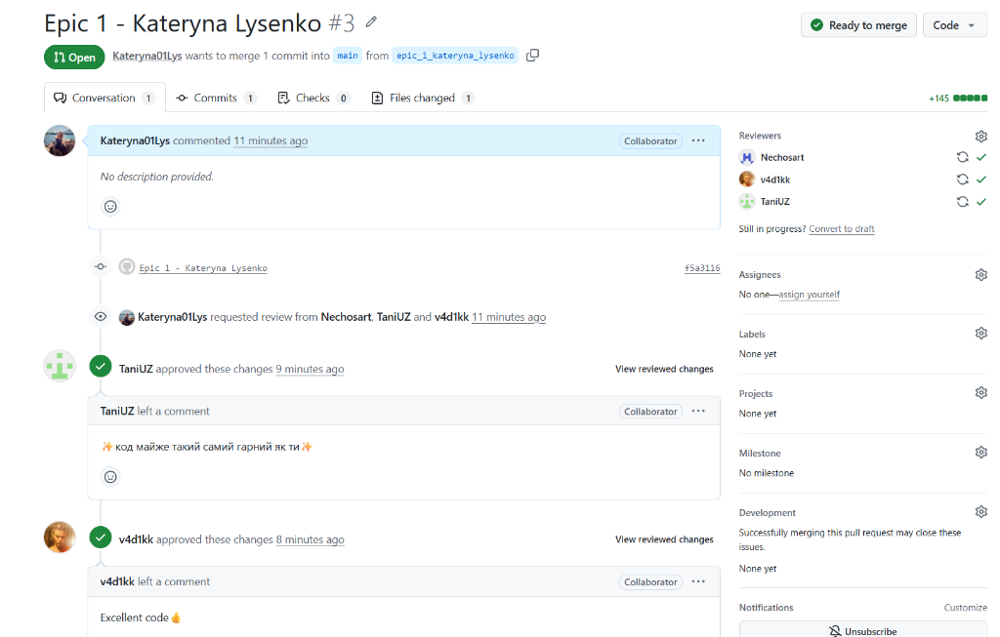 Epic 1 - Kateryna Lysenko #3
Ready to merge
Code
Open
Kateryna01Lys wants to merge 1 commit into main from epic_1_kateryna_lysenko
Conversation 1
Commits 1
Checks 0
Files changed 1
+145
Kateryna01Lys commented 11 minutes ago
Collaborator
No description provided.
Epic 1 - Kateryna Lysenko
f5a3116
Kateryna01Lys requested review from Nechosart, TaniUZ and v4d1kk 11 minutes ago
TaniUZ approved these changes 9 minutes ago
View reviewed changes
TaniUZ left a comment
Collaborator
✨код майже такий самий гарний як ти✨
v4d1kk approved these changes 8 minutes ago
View reviewed changes
v4d1kk left a comment
Collaborator
Excellent code👍
Reviewers
Nechosart
v4d1kk
TaniUZ
Still in progress? Convert to draft
Assignees
No one—assign yourself
Labels
None yet
Projects
None yet
Milestone
No milestone
Development
Successfully merging this pull request may close these
issues.
None yet
Notifications
Customize
Unsubscribe